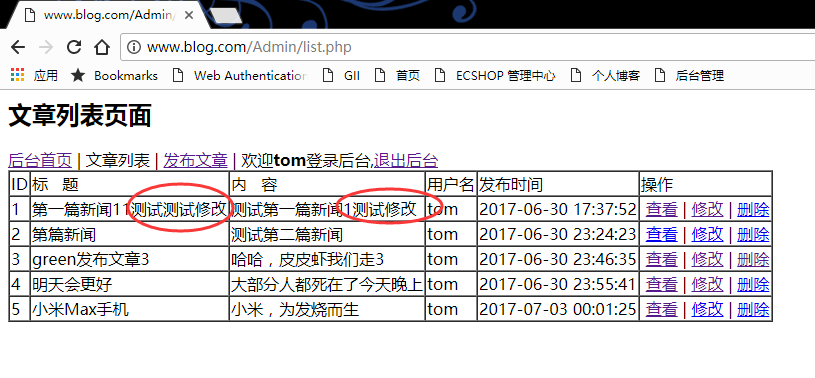 www.blog.com/Admin/list.p
www.blog.com/Admin/list.php
应用 Bookmarks Web Authentication GII 首页 ECSHOP 管理中心 个人博客 后台管理
文章列表页面
后台首页 | 文章列表 | 发布文章 | 欢迎tom登录后台,退出后台
ID 标 题 内 容 用户名 发布时间 操作
1 第一篇新闻11测试测试修改 测试第一篇新闻1测试修改 tom 2017-06-30 17:37:52 查看 | 修改 | 删除
2 第篇新闻 测试第二篇新闻 tom 2017-06-30 23:24:23 查看 | 修改 | 删除
3 green发布文章3 哈哈，皮皮虾我们走3 tom 2017-06-30 23:46:35 查看 | 修改 | 删除
4 明天会更好 大部分人都死在了今天晚上 tom 2017-06-30 23:55:41 查看 | 修改 | 删除
5 小米Max手机 小米，为发烧而生 tom 2017-07-03 00:01:25 查看 | 修改 | 删除